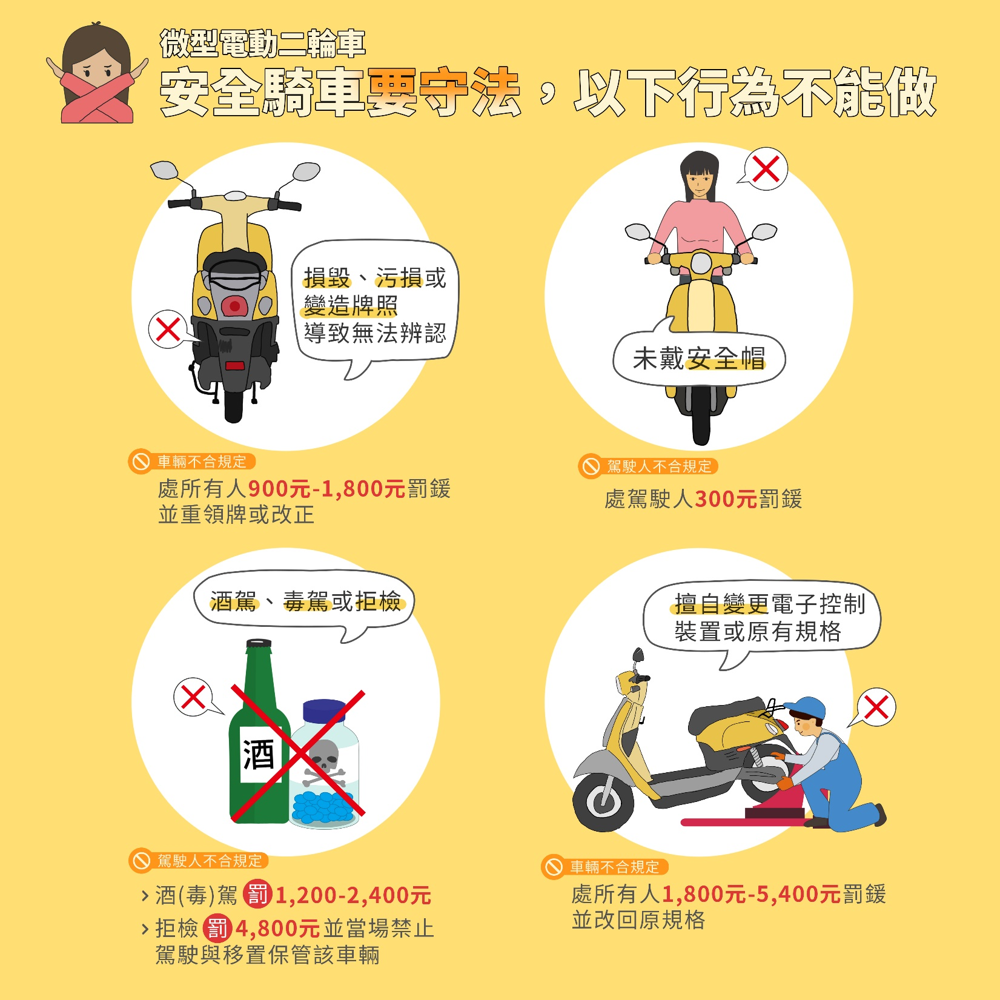 微型電動二輪車
安全騎車要守法，以下行為不能做
損毀、污損或
變造牌照
導致無法辨認
車輛不合規定
處所有人900元-1,800元罰鍰
並重領牌或改正
未戴安全帽
駕駛人不合規定
處駕駛人300元罰鍰
酒駕、毒駕或拒檢
酒
駕駛人不合規定
酒(毒)駕 罰 1,200-2,400元
拒檢 罰 4,800元並當場禁止
駕駛與移置保管該車輛
擅自變更電子控制
裝置或原有規格
車輛不合規定
處所有人1,800元-5,400元罰鍰
並改回原規格